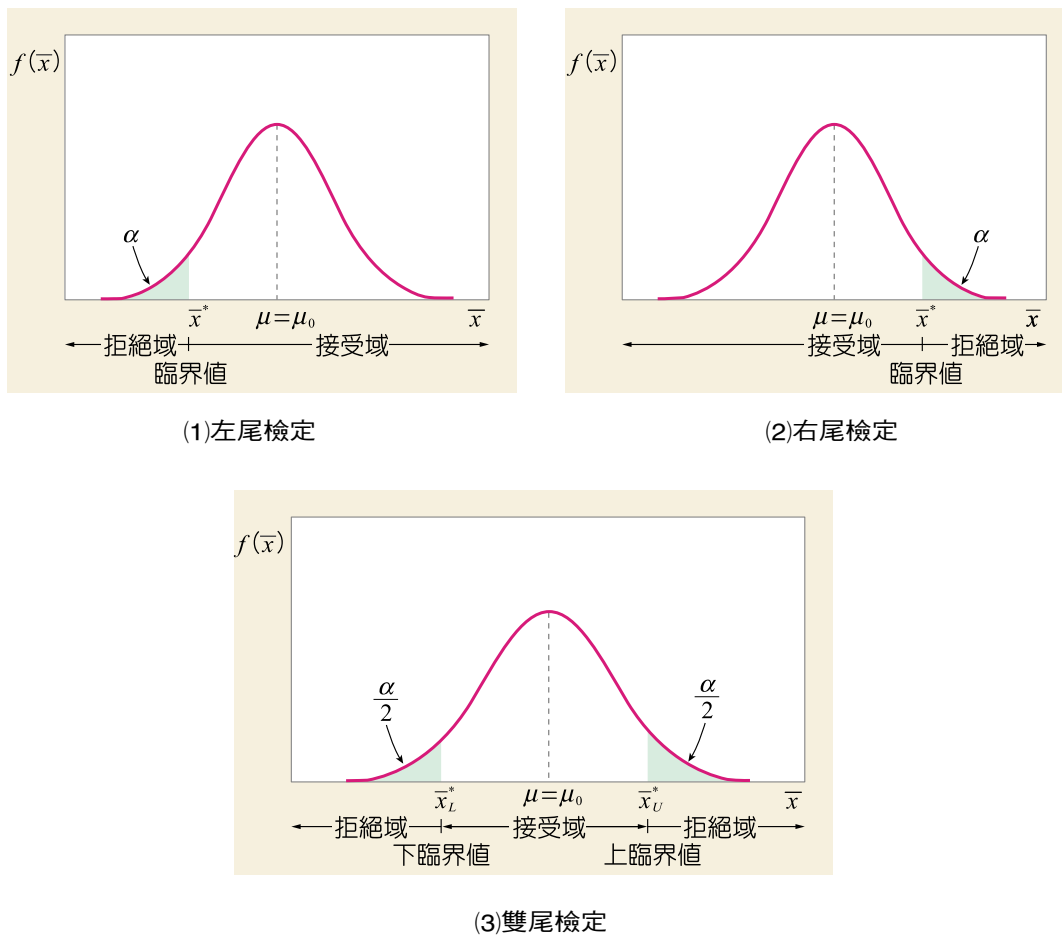 f(x̅)
α
x̅* μ=μ₀ x̅
拒絕域 接受域
臨界值
(1)左尾檢定
f(x̅)
α
μ=μ₀ x̅* x̅
接受域 拒絕域
臨界值
(2)右尾檢定
f(x̅)
α/2 α/2
x̅*_L μ=μ₀ x̅*_U x̅
拒絕域 接受域 拒絕域
下臨界值 上臨界值
(3)雙尾檢定